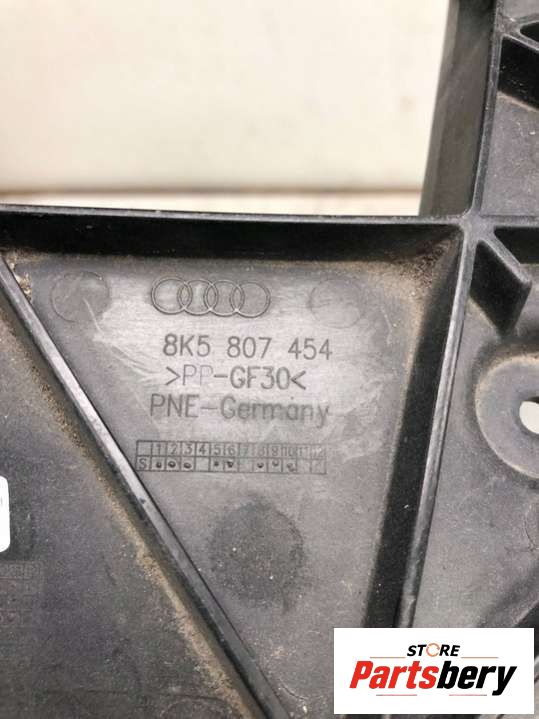 8K5 807 454
>PP-GF30<
PNE-Germany
1 2 3 4 5 6 7 8 9 10 11 12
S
STORE
Partsbery